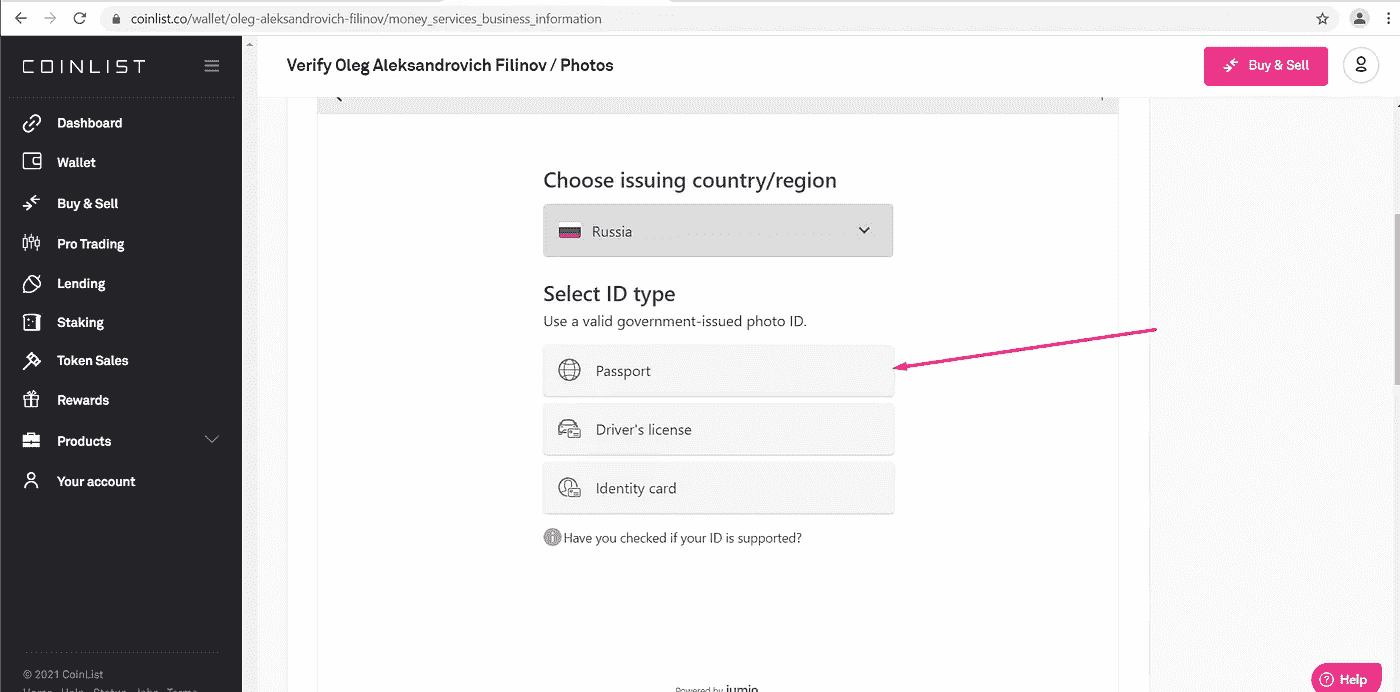 coinlist.co/wallet/oleg-aleksandrovich-filinov/money_services_business_information
COINLIST
Verify Oleg Aleksandrovich Filinov / Photos
Buy & Sell
Dashboard
Wallet
Buy & Sell
Pro Trading
Lending
Staking
Token Sales
Rewards
Products
Your account
© 2021 CoinList
Home Help Status Jobs Terms
Choose issuing country/region
Russia
Select ID type
Use a valid government-issued photo ID.
Passport
Driver's license
Identity card
Have you checked if your ID is supported?
Powered by jumio
Help